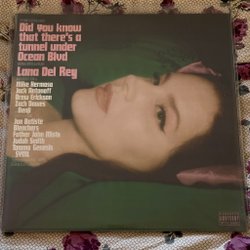 Did you know
that there's a
tunnel under
Ocean Blvd
Lana Del Rey
Mike Hermosa
Jack Antonoff
Drew Erickson
Zach Dawes
Benji
Jon Batiste
Bleachers
Father John Misty
Judah Smith
Tommy Genesis
SYML